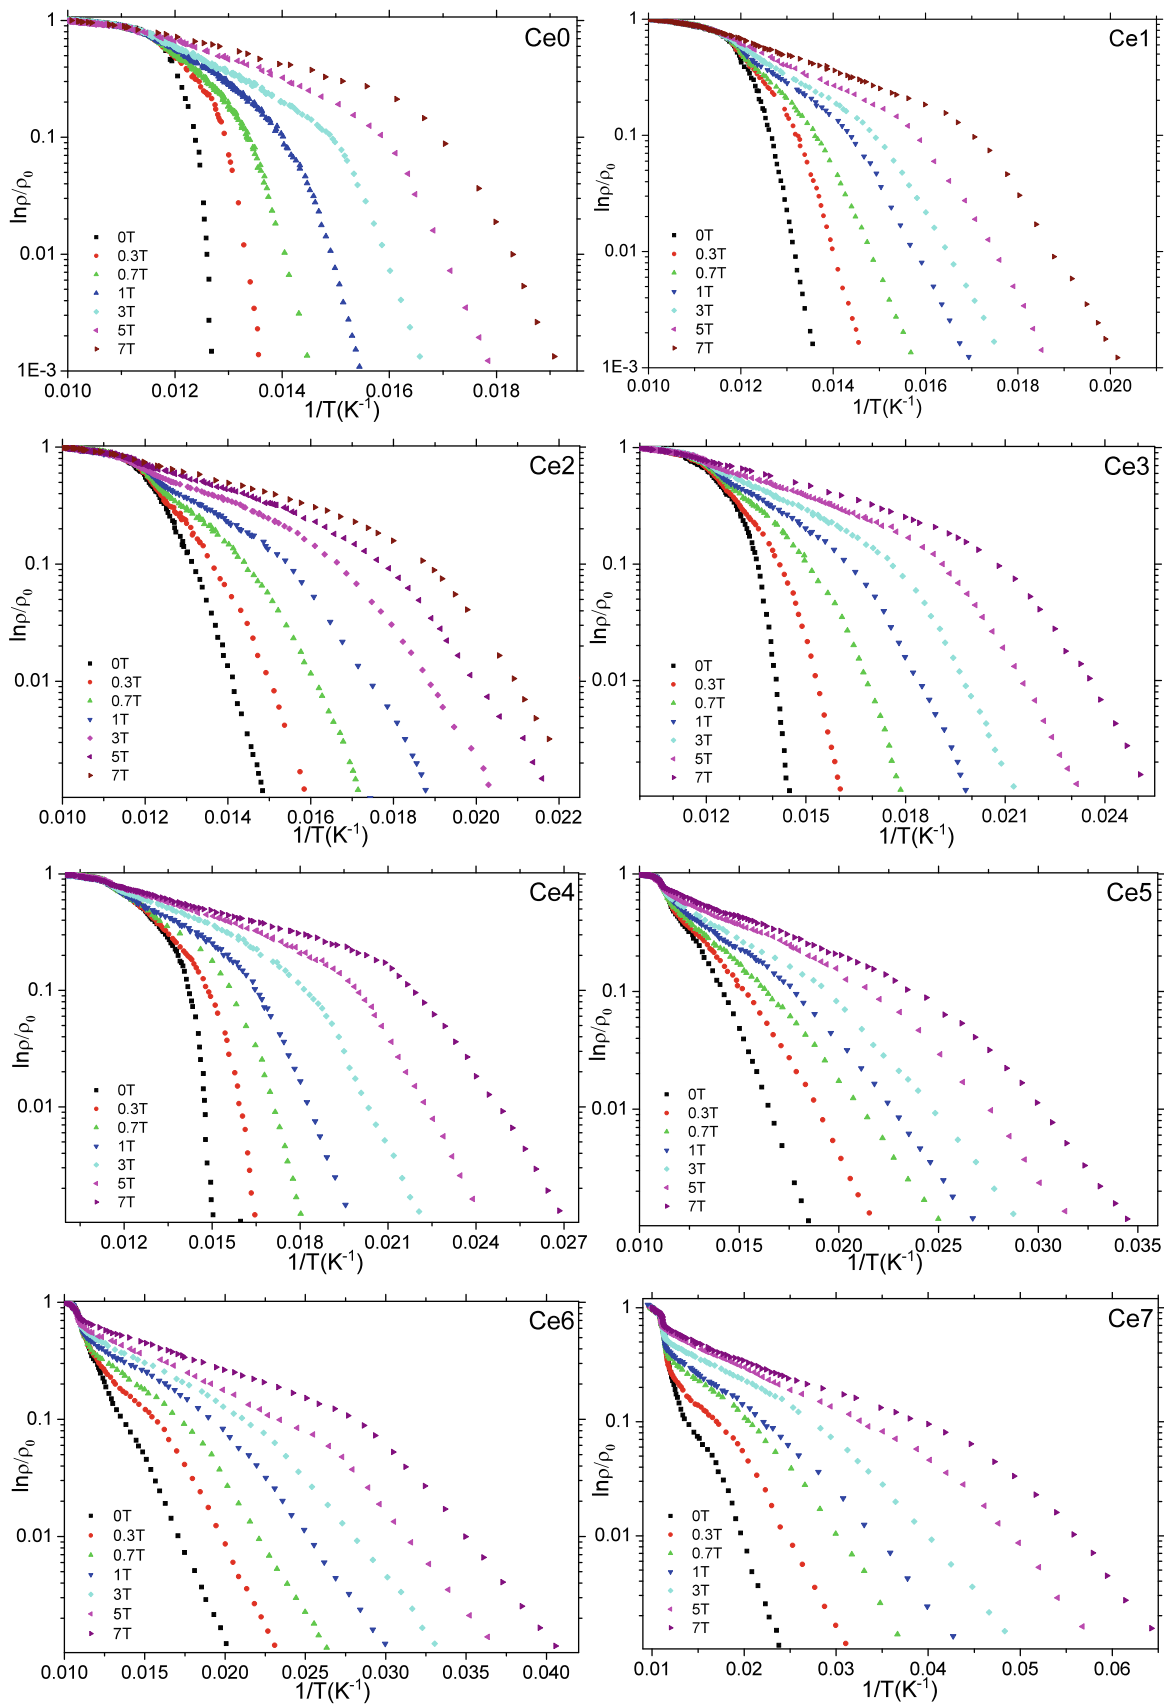 Ce0
1
0.1
0.01
1E-3
lnρ/ρ0
0T
0.3T
0.7T
1T
3T
5T
7T
0.010 0.012 0.014 0.016 0.018
1/T(K-1)
Ce1
1
0.1
0.01
1E-3
lnρ/ρ0
0T
0.3T
0.7T
1T
3T
5T
7T
0.010 0.012 0.014 0.016 0.018 0.020
1/T(K-1)
Ce2
1
0.1
0.01
lnρ/ρ0
0T
0.3T
0.7T
1T
3T
5T
7T
0.010 0.012 0.014 0.016 0.018 0.020 0.022
1/T(K-1)
Ce3
1
0.1
0.01
lnρ/ρ0
0T
0.3T
0.7T
1T
3T
5T
7T
0.012 0.015 0.018 0.021 0.024
1/T(K-1)
Ce4
1
0.1
0.01
lnρ/ρ0
0T
0.3T
0.7T
1T
3T
5T
7T
0.012 0.015 0.018 0.021 0.024 0.027
1/T(K-1)
Ce5
1
0.1
0.01
lnρ/ρ0
0T
0.3T
0.7T
1T
3T
5T
7T
0.010 0.015 0.020 0.025 0.030 0.035
1/T(K-1)
Ce6
1
0.1
0.01
lnρ/ρ0
0T
0.3T
0.7T
1T
3T
5T
7T
0.010 0.015 0.020 0.025 0.030 0.035 0.040
1/T(K-1)
Ce7
1
0.1
0.01
lnρ/ρ0
0T
0.3T
0.7T
1T
3T
5T
7T
0.01 0.02 0.03 0.04 0.05 0.06
1/T(K-1)